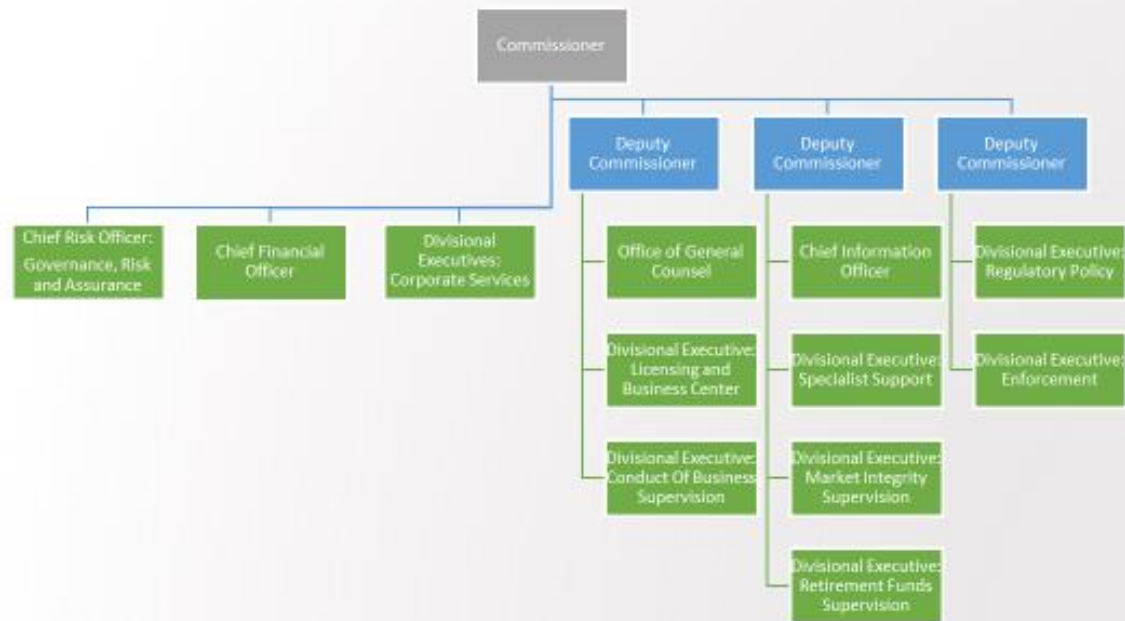 Commissioner
Deputy
Commissioner
Deputy
Commissioner
Deputy
Commissioner
Chief Risk Officer:
Governance, Risk
and Assurance
Chief Financial
Officer
Divisional
Executives:
Corporate Services
Office of General
Counsel
Divisional Executive:
Licensing and
Business Center
Divisional Executive:
Conduct Of Business
Supervision
Chief Information
Officer
Divisional Executive:
Specialist Support
Divisional Executive:
Market Integrity
Supervision
Divisional Executive:
Retirement Funds
Supervision
Divisional Executive:
Regulatory Policy
Divisional Executive:
Enforcement